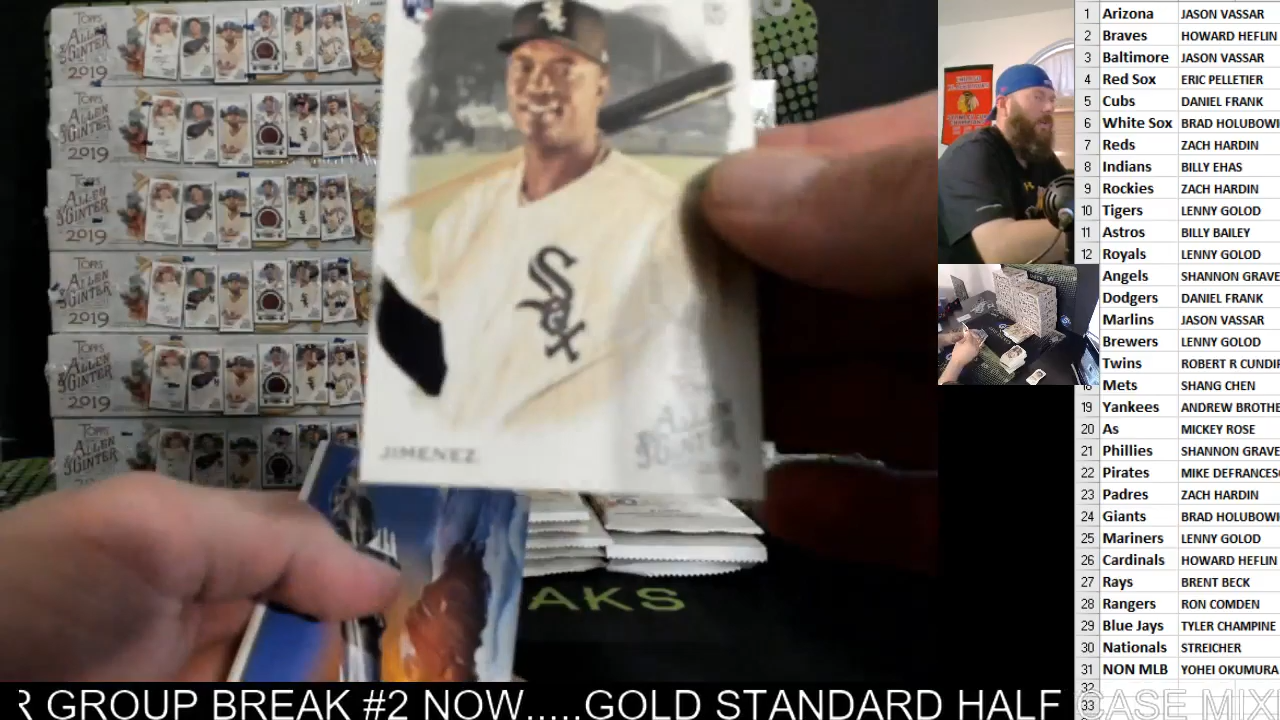 TOPPS ALLEN & GINTER 2019
TOPPS ALLEN & GINTER 2019
TOPPS ALLEN & GINTER 2019
TOPPS ALLEN & GINTER 2019
TOPPS ALLEN & GINTER 2019
TOPPS ALLEN & GINTER
Sox
JIMENEZ
ALLEN & GINTER
AKS
1 Arizona JASON VASSAR
2 Braves HOWARD HEFLIN
3 Baltimore JASON VASSAR
4 Red Sox ERIC PELLETIER
5 Cubs DANIEL FRANK
6 White Sox BRAD HOLUBOWI
7 Reds ZACH HARDIN
8 Indians BILLY EHAS
9 Rockies ZACH HARDIN
10 Tigers LENNY GOLOD
11 Astros BILLY BAILEY
12 Royals LENNY GOLOD
Angels SHANNON GRAVE
Dodgers DANIEL FRANK
Marlins JASON VASSAR
Brewers LENNY GOLOD
Twins ROBERT R CUNDIF
Mets SHANG CHEN
19 Yankees ANDREW BROTHE
20 As MICKEY ROSE
21 Phillies SHANNON GRAVE
22 Pirates MIKE DEFRANCES
23 Padres ZACH HARDIN
24 Giants BRAD HOLUBOWI
25 Mariners LENNY GOLOD
26 Cardinals HOWARD HEFLIN
27 Rays BRENT BECK
28 Rangers RON COMDEN
29 Blue Jays TYLER CHAMPINE
30 Nationals STREICHER
31 NON MLB YOHEI OKUMURA
32
33
R GROUP BREAK #2 NOW.....GOLD STANDARD HALF CASE MIX